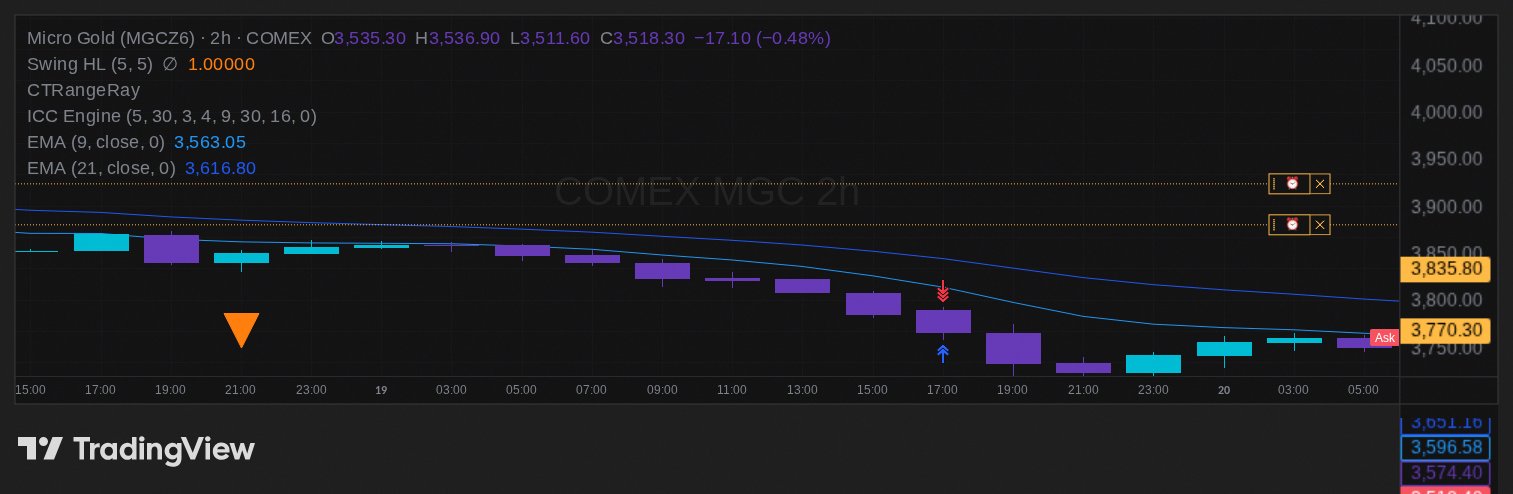 4,100.00
Micro Gold (MGCZ6) · 2h · COMEX O3,535.30 H3,536.90 L3,511.60 C3,518.30 −17.10 (−0.48%)
Swing HL (5, 5) ∅ 1.00000
4,050.00
CTRangeRay
ICC Engine (5, 30, 3, 4, 9, 30, 16, 0)
4,000.00
EMA (9, close, 0) 3,563.05
3,950.00
EMA (21, close, 0) 3,616.80
COMEX MGC 2h
3,900.00
3,850.00
3,835.80
3,800.00
3,770.30
Ask
3,750.00
15:00 17:00 19:00 21:00 23:00 19 03:00 05:00 07:00 09:00 11:00 13:00 15:00 17:00 19:00 21:00 23:00 20 03:00 05:00
3,651.16
TradingView
3,596.58
3,574.40